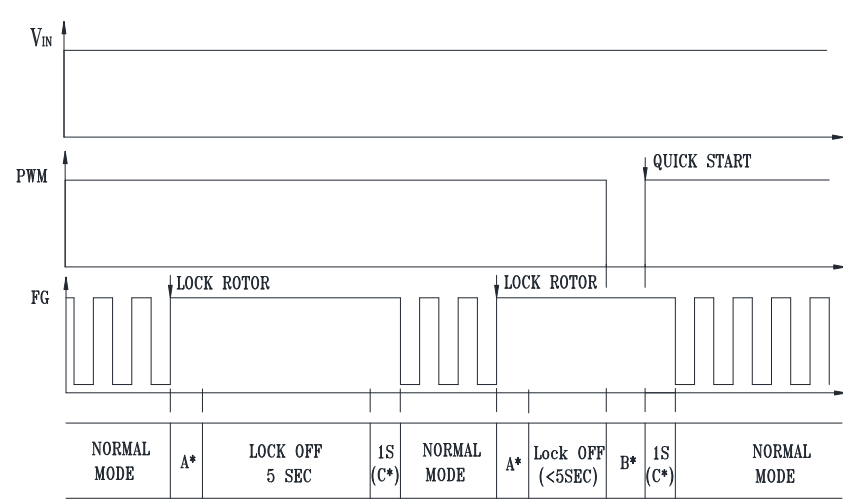 VIN
QUICK START
PWM
LOCK ROTOR
LOCK ROTOR
FG
NORMAL
MODE
A*
LOCK OFF
5 SEC
1S
(C*)
NORMAL
MODE
A*
Lock OFF
(<5SEC)
B*
1S
(C*)
NORMAL
MODE